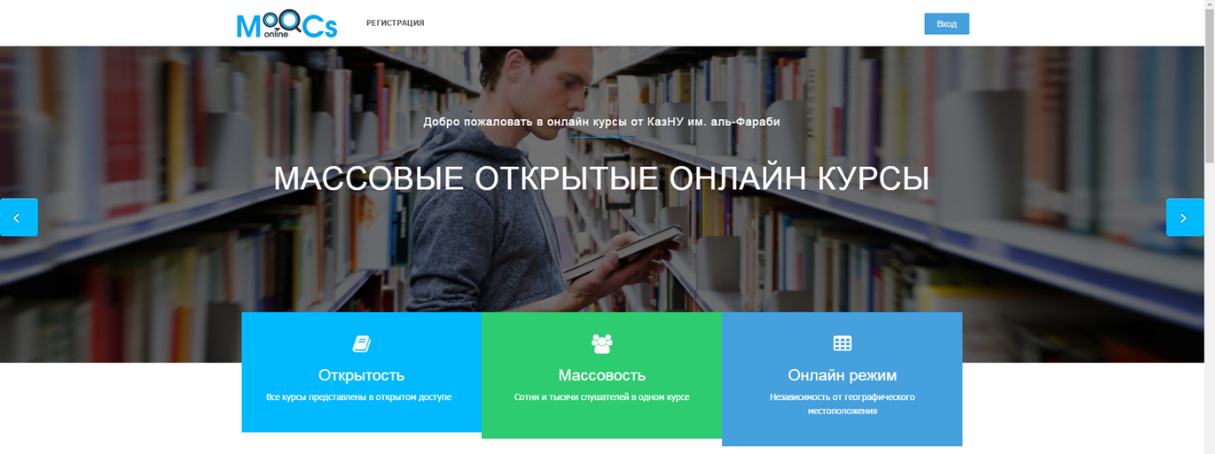 MOOCs
online
РЕГИСТРАЦИЯ
Вход
Добро пожаловать в онлайн курсы от КазНУ им. аль-Фараби
МАССОВЫЕ ОТКРЫТЫЕ ОНЛАЙН КУРСЫ
Открытость
Все курсы представлены в открытом доступе
Массовость
Сотни и тысячи слушателей в одном курсе
Онлайн режим
Независимость от географического
местоположения